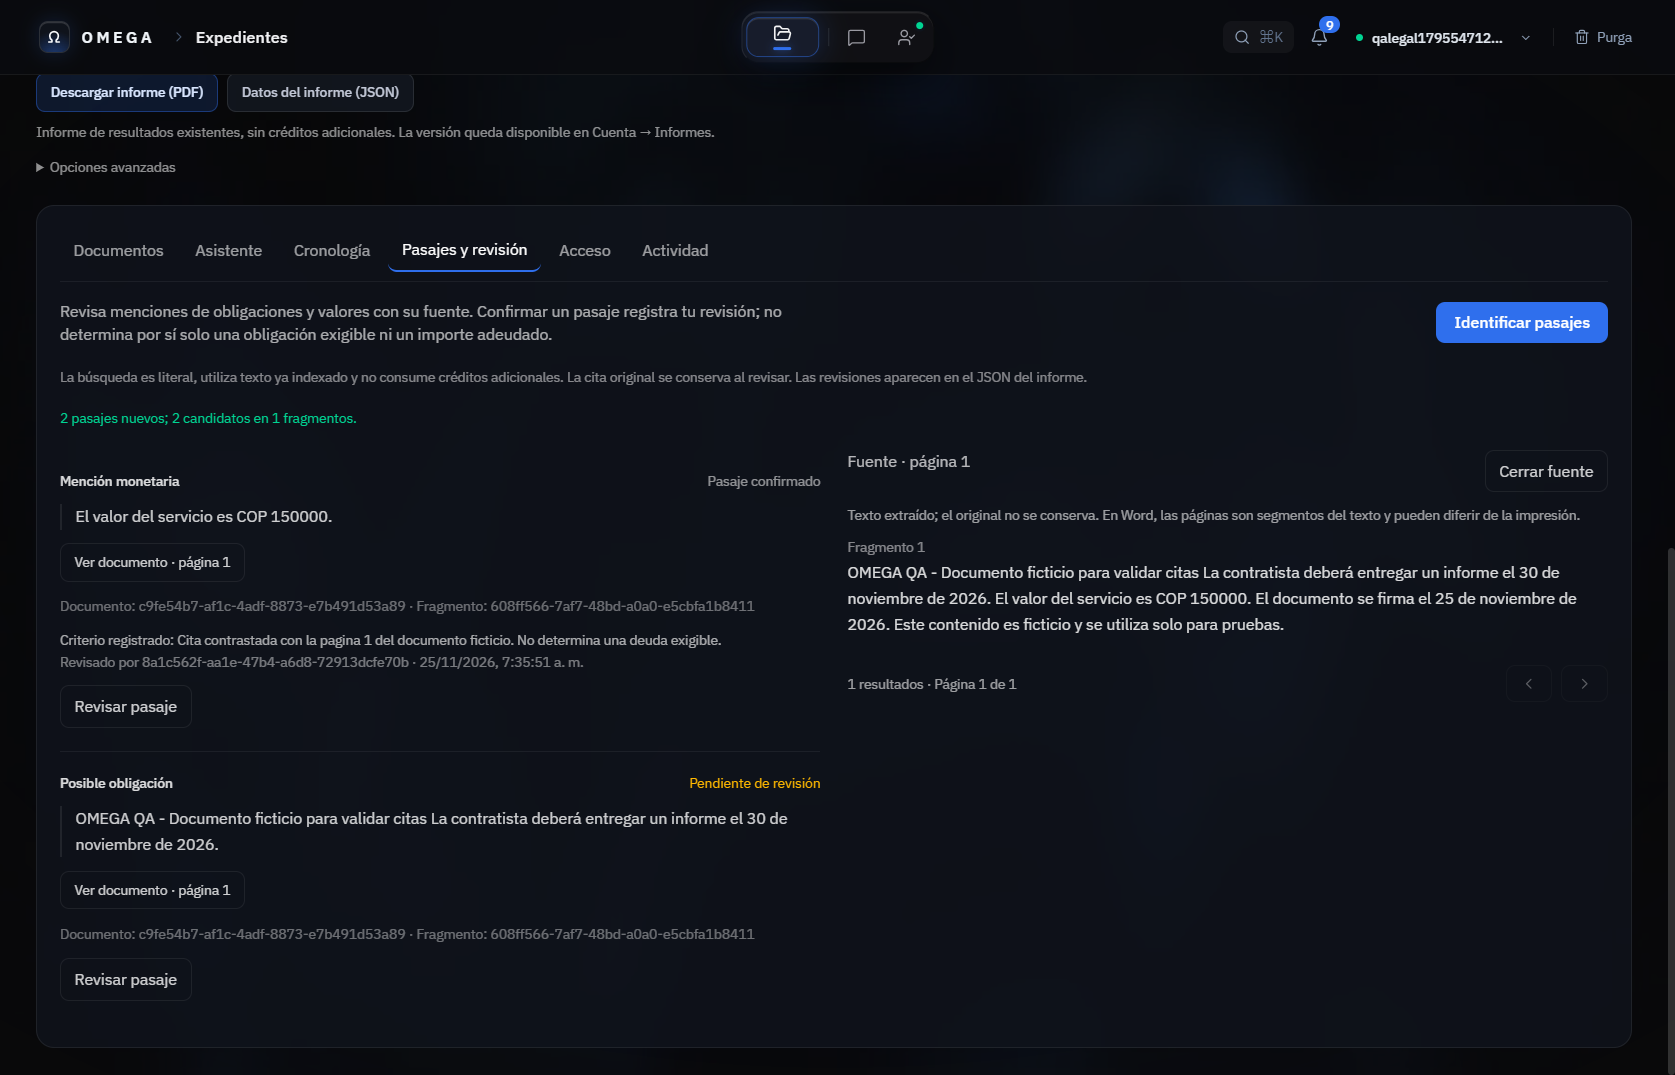 Ω OMEGA > Expedientes
⌘K
9
qalegal179554712...
Purga
Descargar informe (PDF)
Datos del informe (JSON)
Informe de resultados existentes, sin créditos adicionales. La versión queda disponible en Cuenta → Informes.
▶ Opciones avanzadas
Documentos
Asistente
Cronología
Pasajes y revisión
Acceso
Actividad
Revisa menciones de obligaciones y valores con su fuente. Confirmar un pasaje registra tu revisión; no
determina por sí solo una obligación exigible ni un importe adeudado.
Identificar pasajes
La búsqueda es literal, utiliza texto ya indexado y no consume créditos adicionales. La cita original se conserva al revisar. Las revisiones aparecen en el JSON del informe.
2 pasajes nuevos; 2 candidatos en 1 fragmentos.
Mención monetaria
Pasaje confirmado
El valor del servicio es COP 150000.
Ver documento · página 1
Documento: c9fe54b7-af1c-4adf-8873-e7b491d53a89 · Fragmento: 608ff566-7af7-48bd-a0a0-e5cbfa1b8411
Criterio registrado: Cita contrastada con la pagina 1 del documento ficticio. No determina una deuda exigible.
Revisado por 8a1c562f-aa1e-47b4-a6d8-72913dcfe70b · 25/11/2026, 7:35:51 a. m.
Revisar pasaje
Posible obligación
Pendiente de revisión
OMEGA QA - Documento ficticio para validar citas La contratista deberá entregar un informe el 30 de
noviembre de 2026.
Ver documento · página 1
Documento: c9fe54b7-af1c-4adf-8873-e7b491d53a89 · Fragmento: 608ff566-7af7-48bd-a0a0-e5cbfa1b8411
Revisar pasaje
Fuente · página 1
Cerrar fuente
Texto extraído; el original no se conserva. En Word, las páginas son segmentos del texto y pueden diferir de la impresión.
Fragmento 1
OMEGA QA - Documento ficticio para validar citas La contratista deberá entregar un informe el 30 de
noviembre de 2026. El valor del servicio es COP 150000. El documento se firma el 25 de noviembre de
2026. Este contenido es ficticio y se utiliza solo para pruebas.
1 resultados · Página 1 de 1